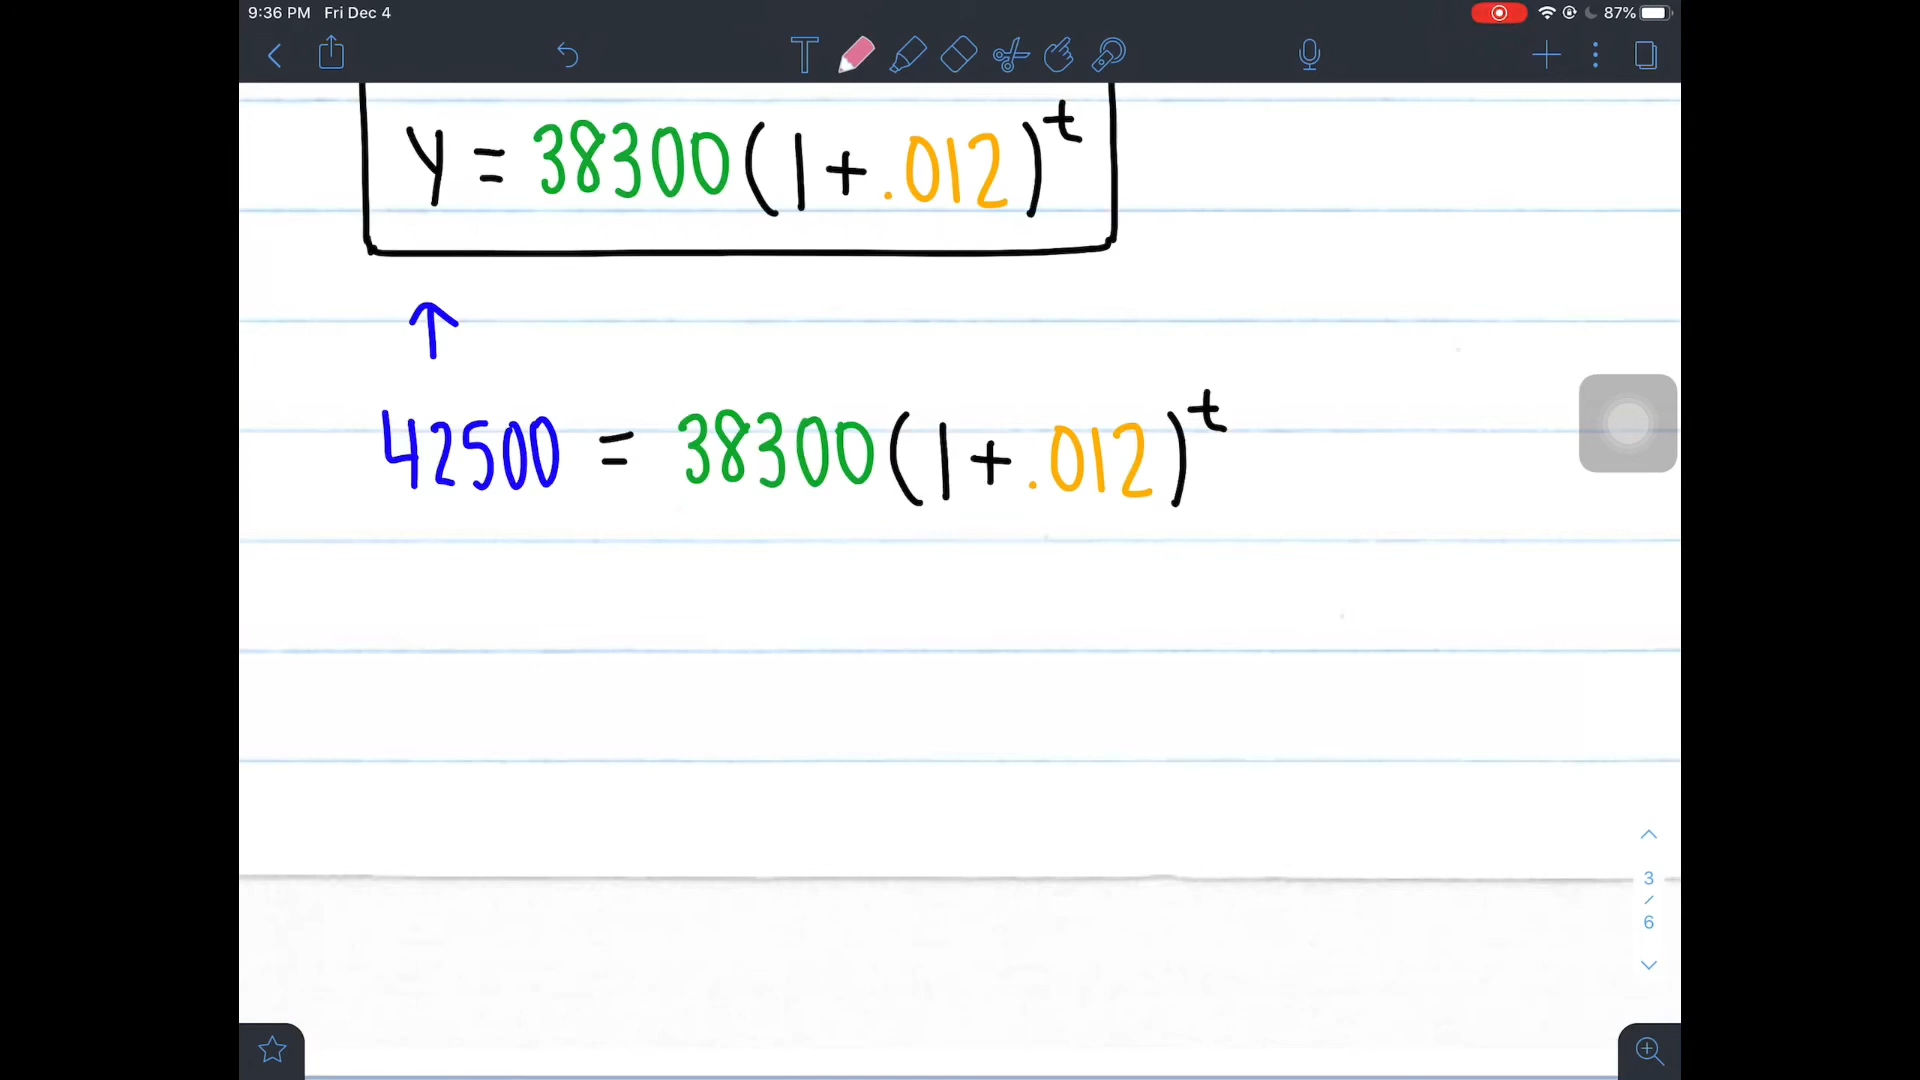 9:36 PM Fri Dec 4 87%
T
y = 38300(1 + .012)^t
42500 = 38300(1 + .012)^t
3
/
6